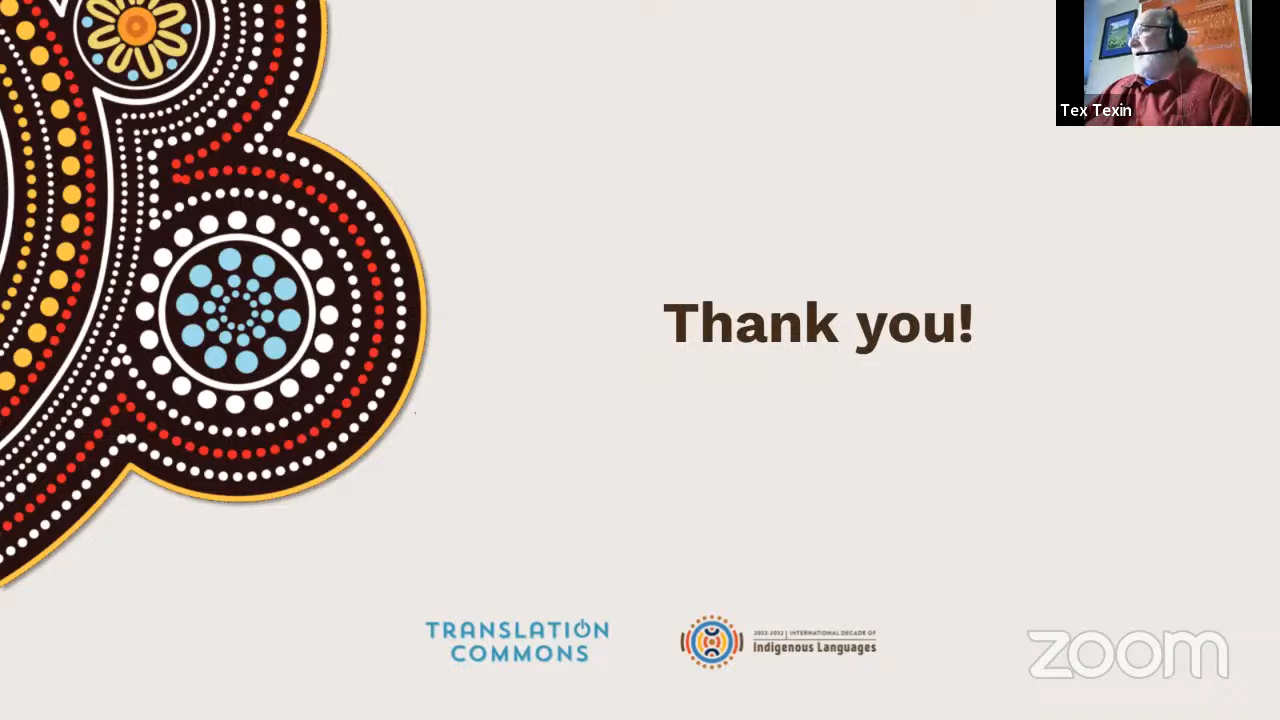 Tex Texin
Thank you!
TRANSLATION
COMMONS
2022-2032 | INTERNATIONAL DECADE OF
Indigenous Languages
zoom